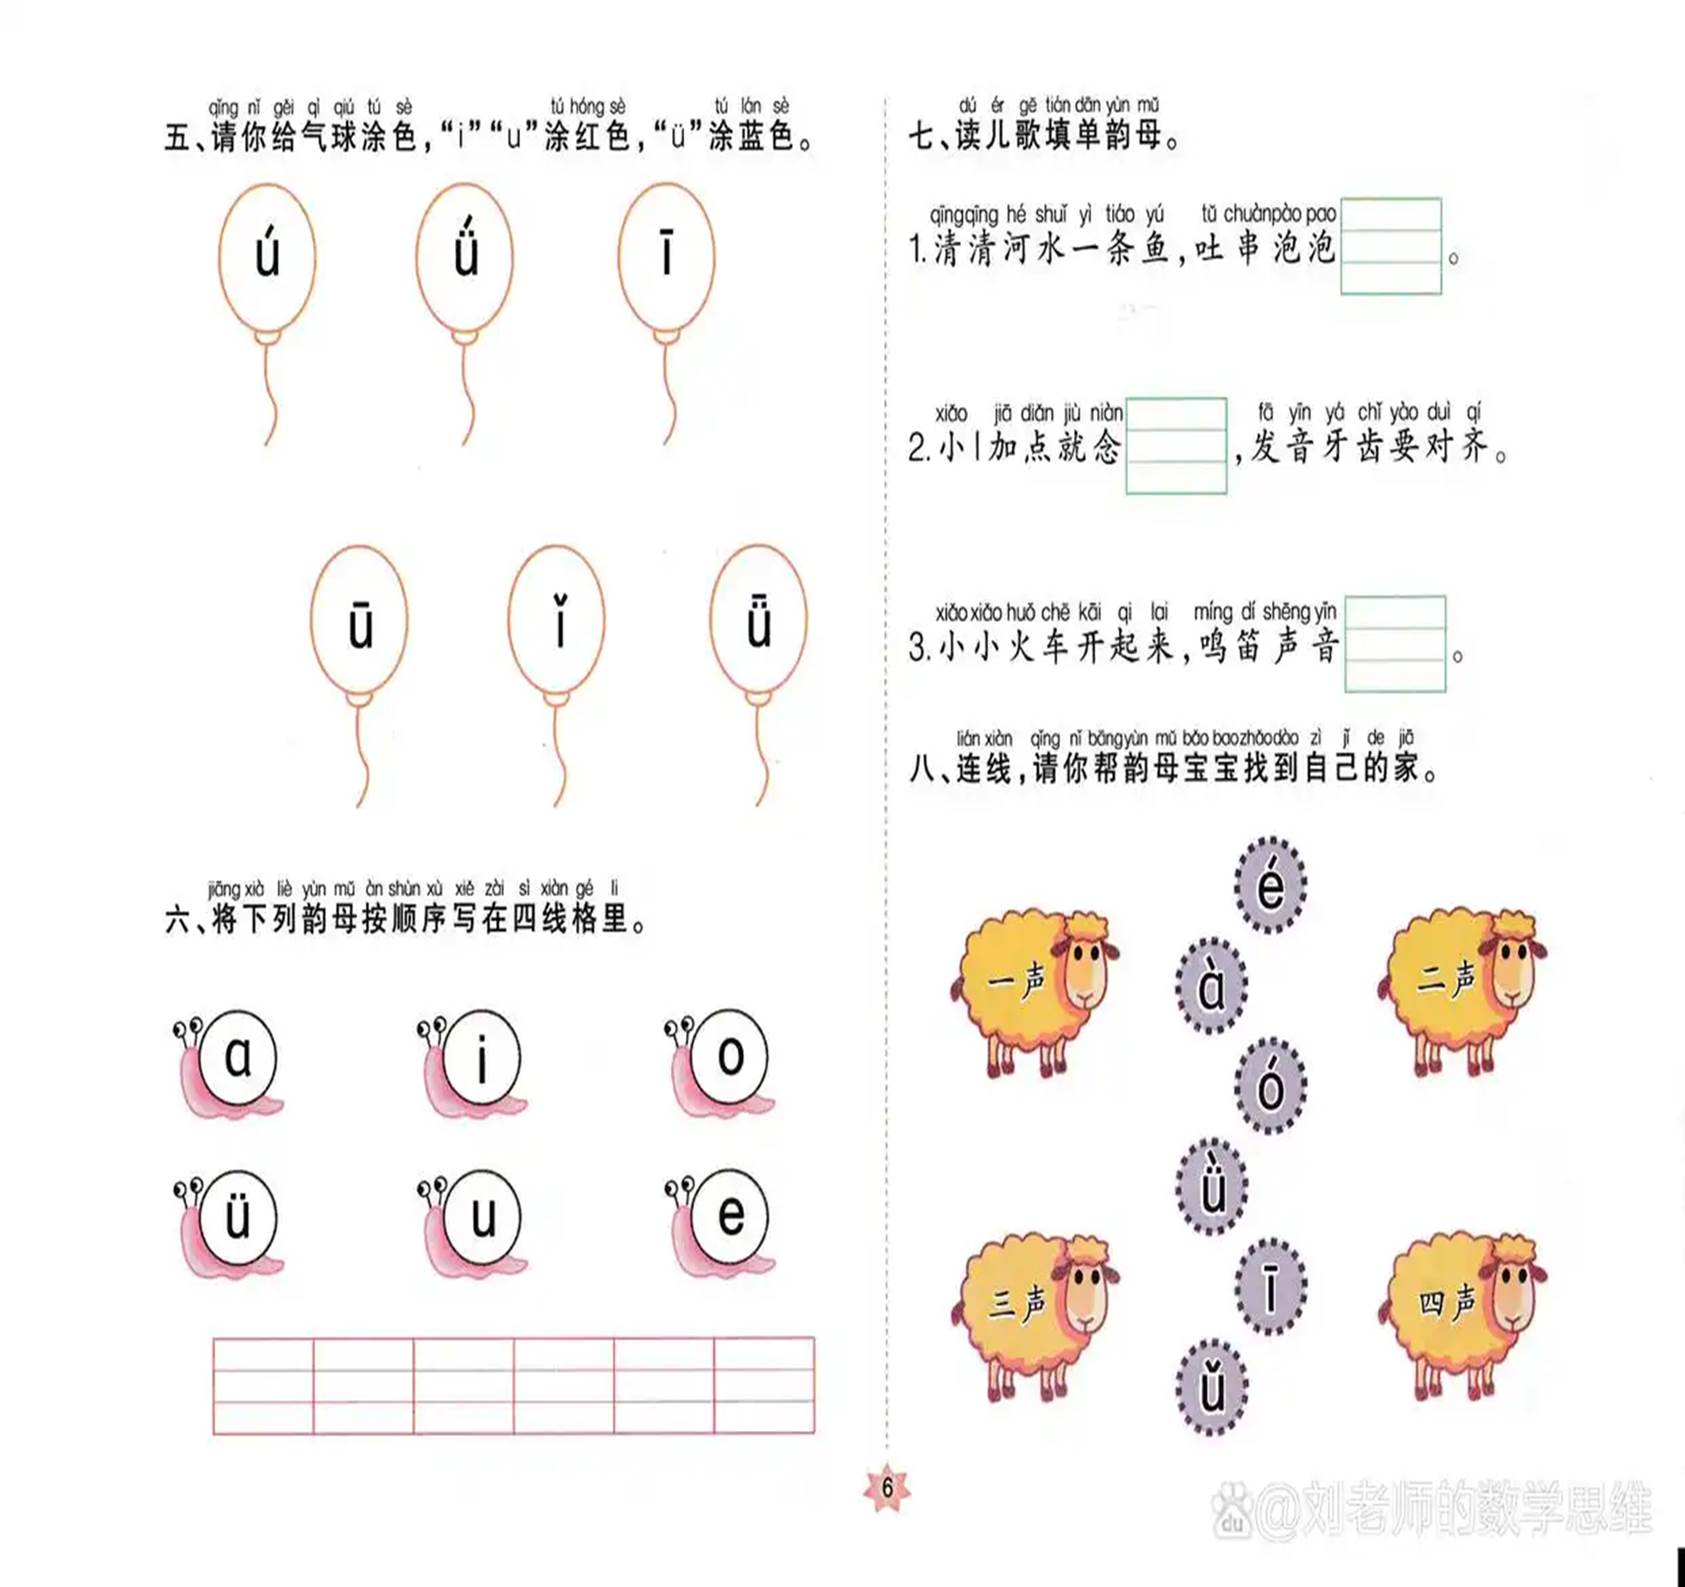 qǐng nǐ gěi qì qiú tú sè tú hóng sè tú lán sè
五、请你给气球涂色，“i”“u”涂红色，“ü”涂蓝色。
ú ǘ ī
ū ǐ ǖ
jiāng xià liè yùn mǔ àn shùn xù xiě zài sì xiàn gé li
六、将下列韵母按顺序写在四线格里。
ɑ i o
ü u e
dú ér gē tián dān yùn mǔ
七、读儿歌填单韵母。
qīngqīng hé shuǐ yì tiáo yú tǔ chuànpào pao
1.清清河水一条鱼，吐串泡泡 。
xiǎo jiā diǎn jiù niàn fā yīn yá chǐ yào duì qí
2.小l加点就念 ，发音牙齿要对齐。
xiǎo xiǎo huǒ chē kāi qi lai míng dí shēng yīn
3.小小火车开起来，鸣笛声音 。
lián xiàn qǐng nǐ bāng yùn mǔ bǎo bao zhǎo dào zì jǐ de jiā
八、连线，请你帮韵母宝宝找到自己的家。
é
一声 à 二声
ó
ǜ
三声 ī 四声
ǔ
6
du @刘老师的数学思维